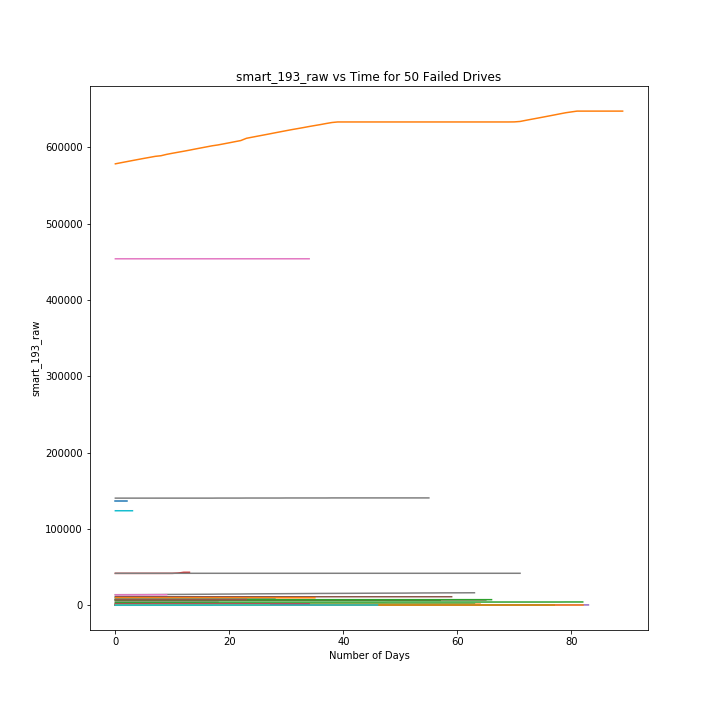 smart_193_raw vs Time for 50 Failed Drives
600000
500000
400000
300000
200000
100000
0
smart_193_raw
0 20 40 60 80
Number of Days